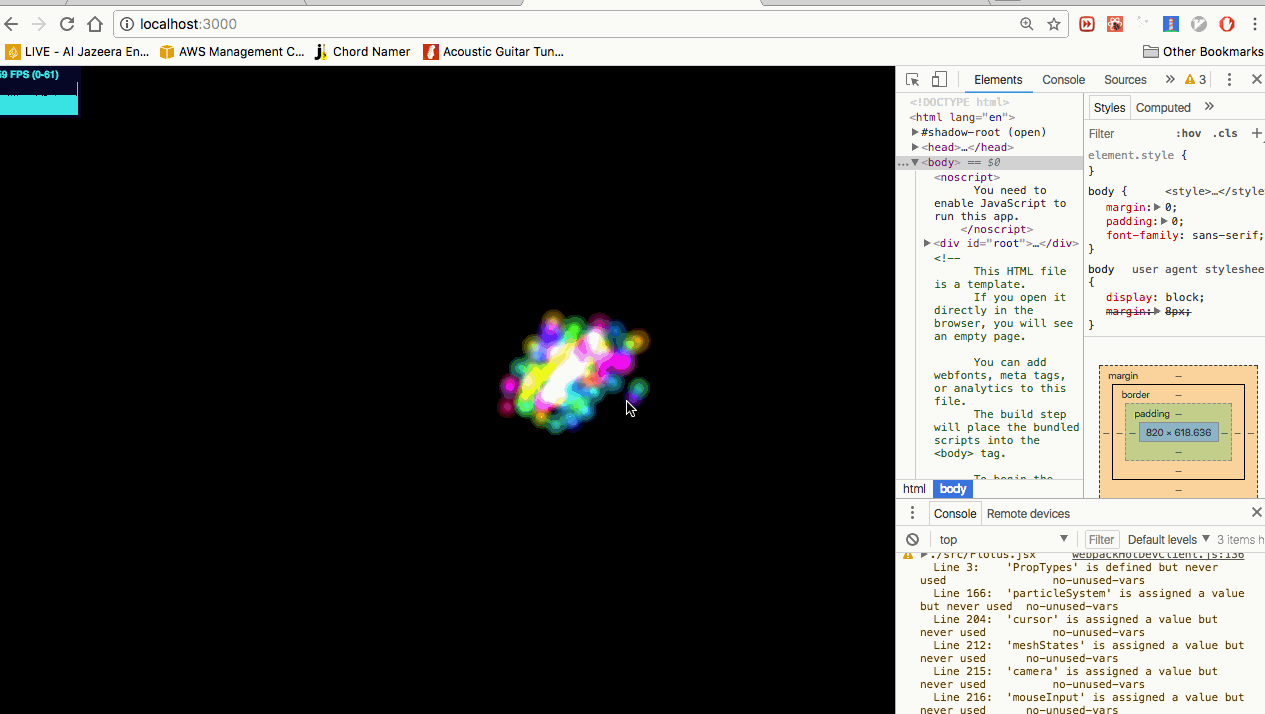 localhost:3000
LIVE - Al Jazeera En...
AWS Management C...
Chord Namer
Acoustic Guitar Tun...
Other Bookmarks
FPS (0-61)
Elements
Console
Sources
»
3
<!DOCTYPE html>
<html lang="en">
#shadow-root (open)
<head>…</head>
<body> == $0
<noscript>
You need to
enable JavaScript to
run this app.
</noscript>
<div id="root">…</div>
<!--
This HTML file
is a template.
If you open it
directly in the
browser, you will see
an empty page.
You can add
webfonts, meta tags,
or analytics to this
file.
The build step
will place the bundled
scripts into the
<body> tag.
To begin the
html
body
Styles
Computed
»
Filter
:hov
.cls
element.style {
}
body {
<style>…</style
margin: 0;
padding: 0;
font-family: sans-serif;
}
body
user agent styleshee
{
display: block;
margin: 8px;
}
margin
–
border
–
padding
–
820 × 618.636
–
–
–
Console
Remote devices
top
Filter
Default levels
3 items h
./src/Flotus.jsx
webpackHotDevClient.js:136
Line 3: 'PropTypes' is defined but never
used no-unused-vars
Line 166: 'particleSystem' is assigned a value
but never used no-unused-vars
Line 204: 'cursor' is assigned a value but
never used no-unused-vars
Line 212: 'meshStates' is assigned a value but
never used no-unused-vars
Line 215: 'camera' is assigned a value but
never used no-unused-vars
Line 216: 'mouseInput' is assigned a value but
never used no-unused-vars